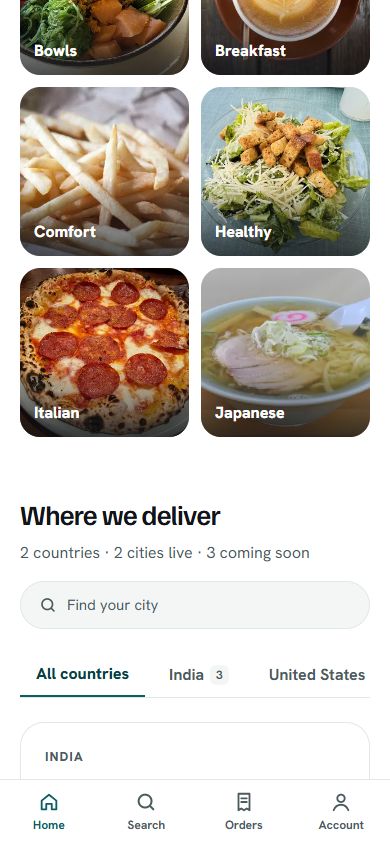 Bowls
Breakfast
Comfort
Healthy
Italian
Japanese
Where we deliver
2 countries · 2 cities live · 3 coming soon
Find your city
All countries
India 3
United States
INDIA
Home
Search
Orders
Account